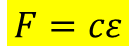 F = cε